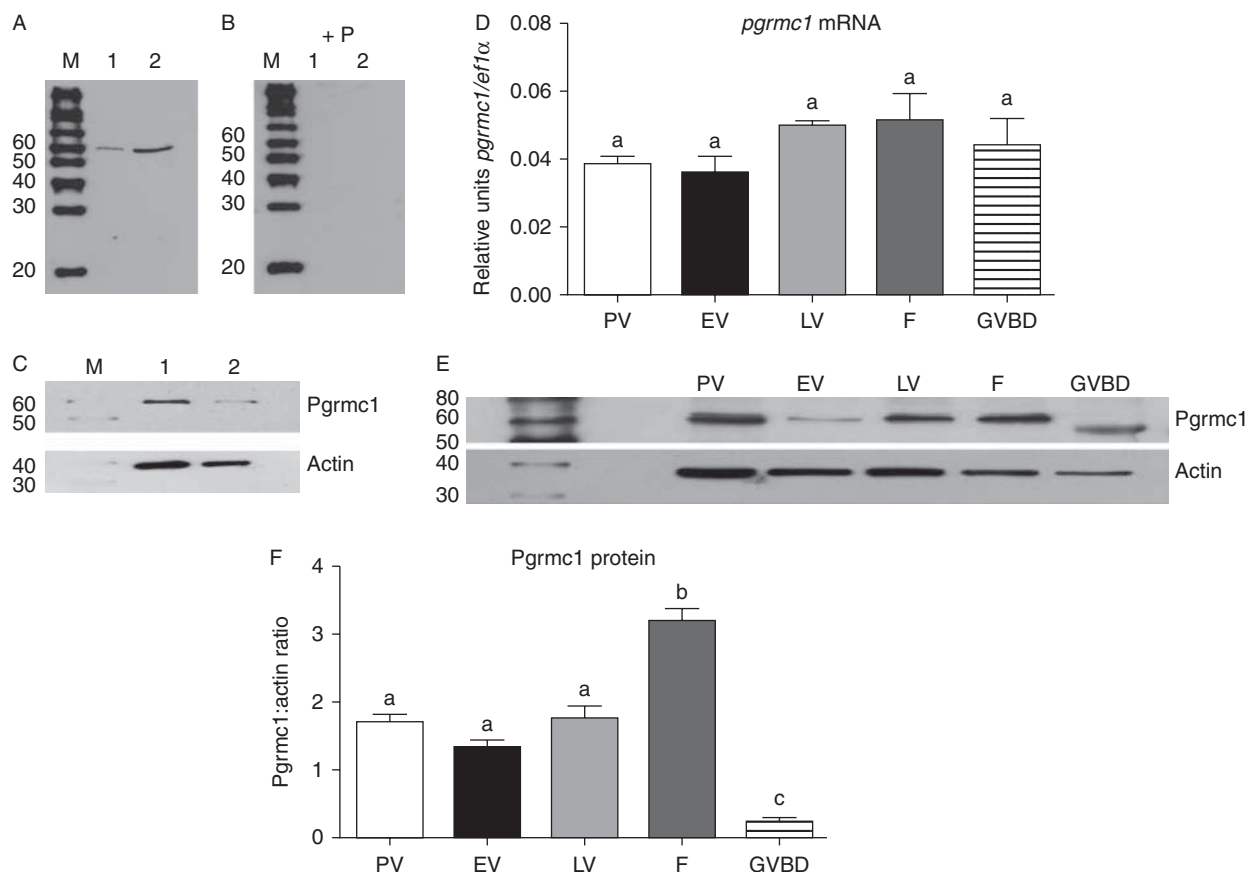 A
M 1 2
60
50
40
30
20
B
+ P
M 1 2
60
50
40
30
20
D
pgrmc1 mRNA
Relative units pgrmc1/ef1α
0.08
0.06
0.04
0.02
0.00
a a a a a
PV EV LV F GVBD
C
M 1 2
60
50
Pgrmc1
40
30
Actin
E
PV EV LV F GVBD
80
60
50
Pgrmc1
40
30
Actin
F
Pgrmc1 protein
Pgrmc1:actin ratio
4
3
2
1
0
a a a b c
PV EV LV F GVBD